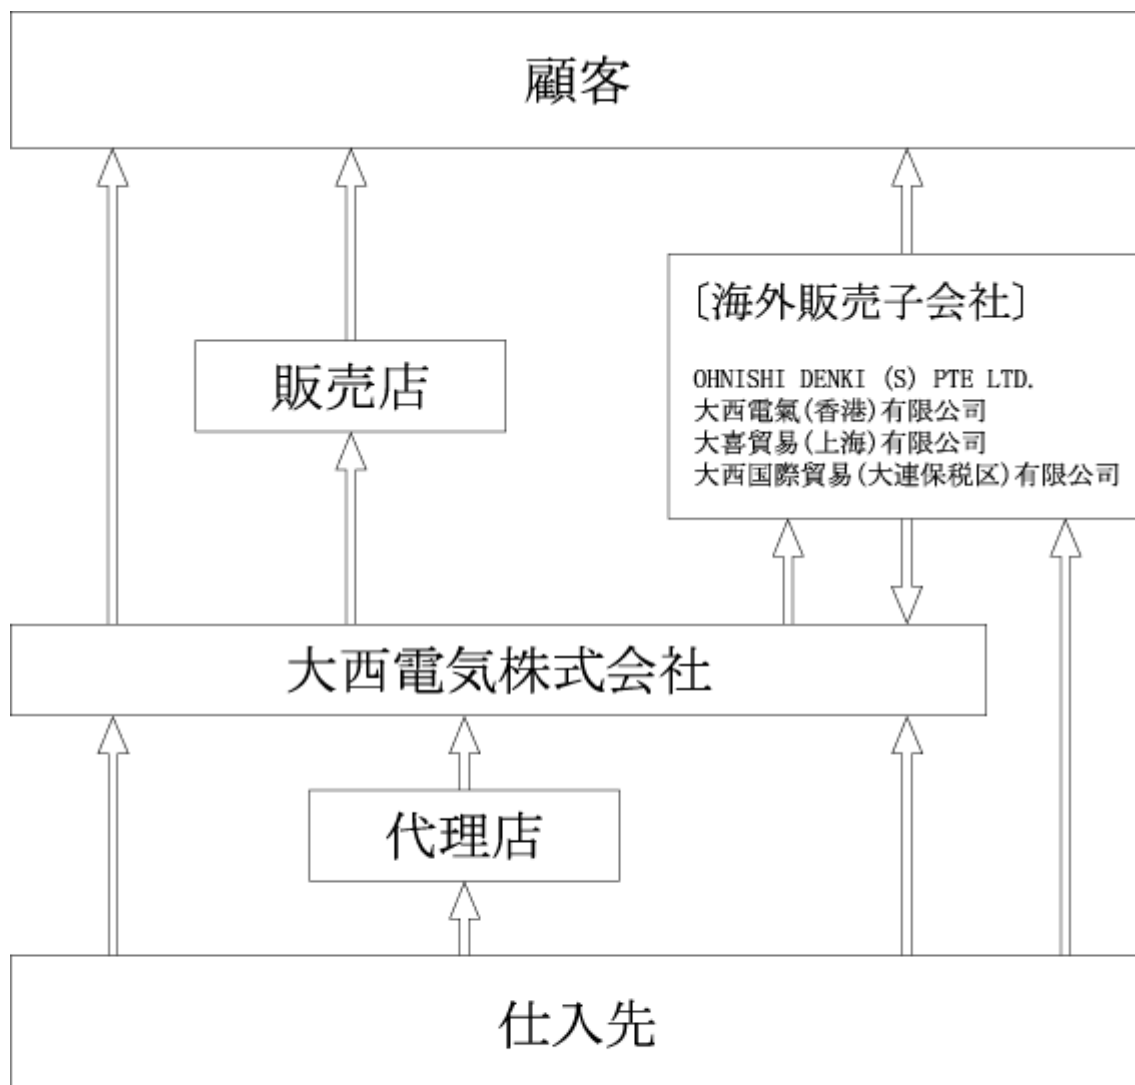 顧客
〔海外販売子会社〕
OHNISHI DENKI (S) PTE LTD.
大西電氣(香港)有限公司
大喜貿易(上海)有限公司
大西国際貿易(大連保税区)有限公司
販売店
大西電気株式会社
代理店
仕入先